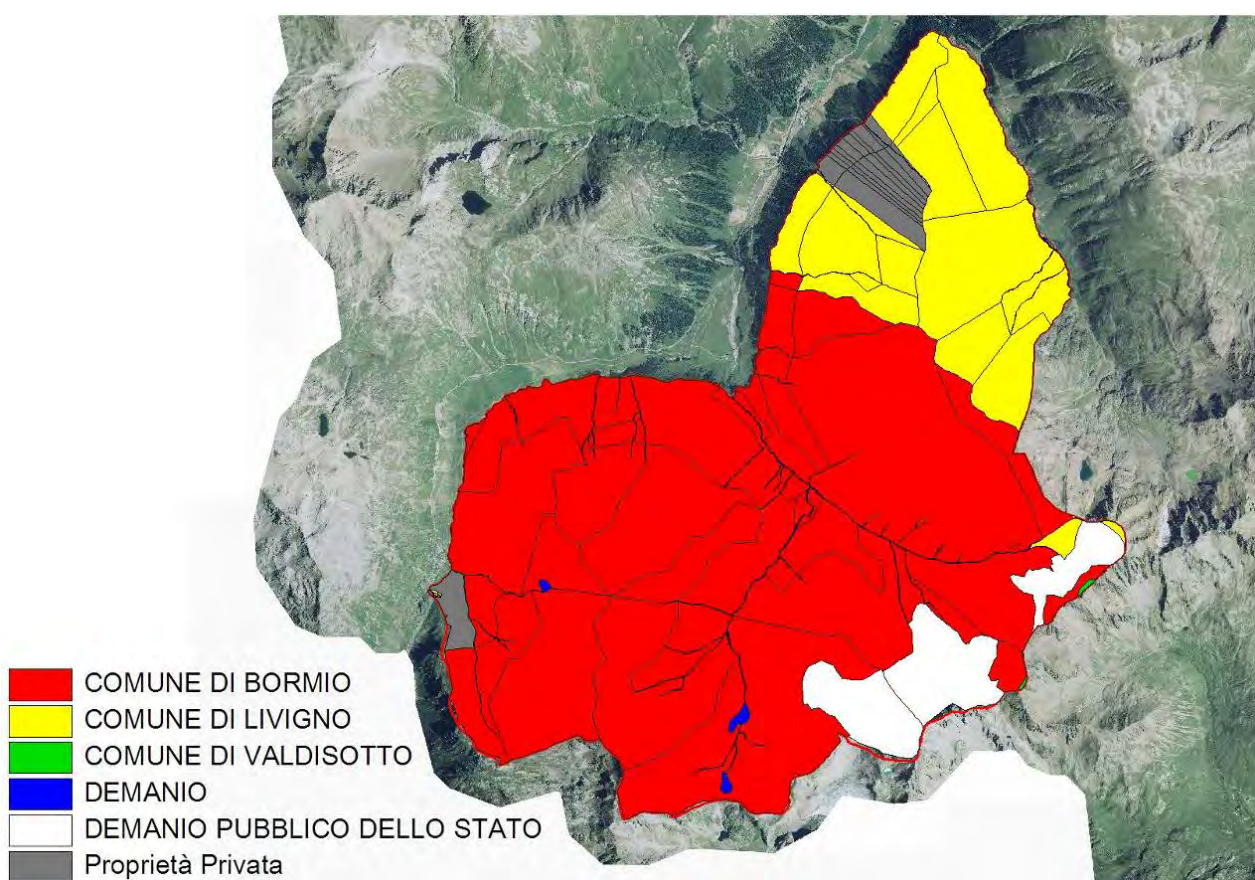 COMUNE DI BORMIO
COMUNE DI LIVIGNO
COMUNE DI VALDISOTTO
DEMANIO
DEMANIO PUBBLICO DELLO STATO
Proprietà Privata